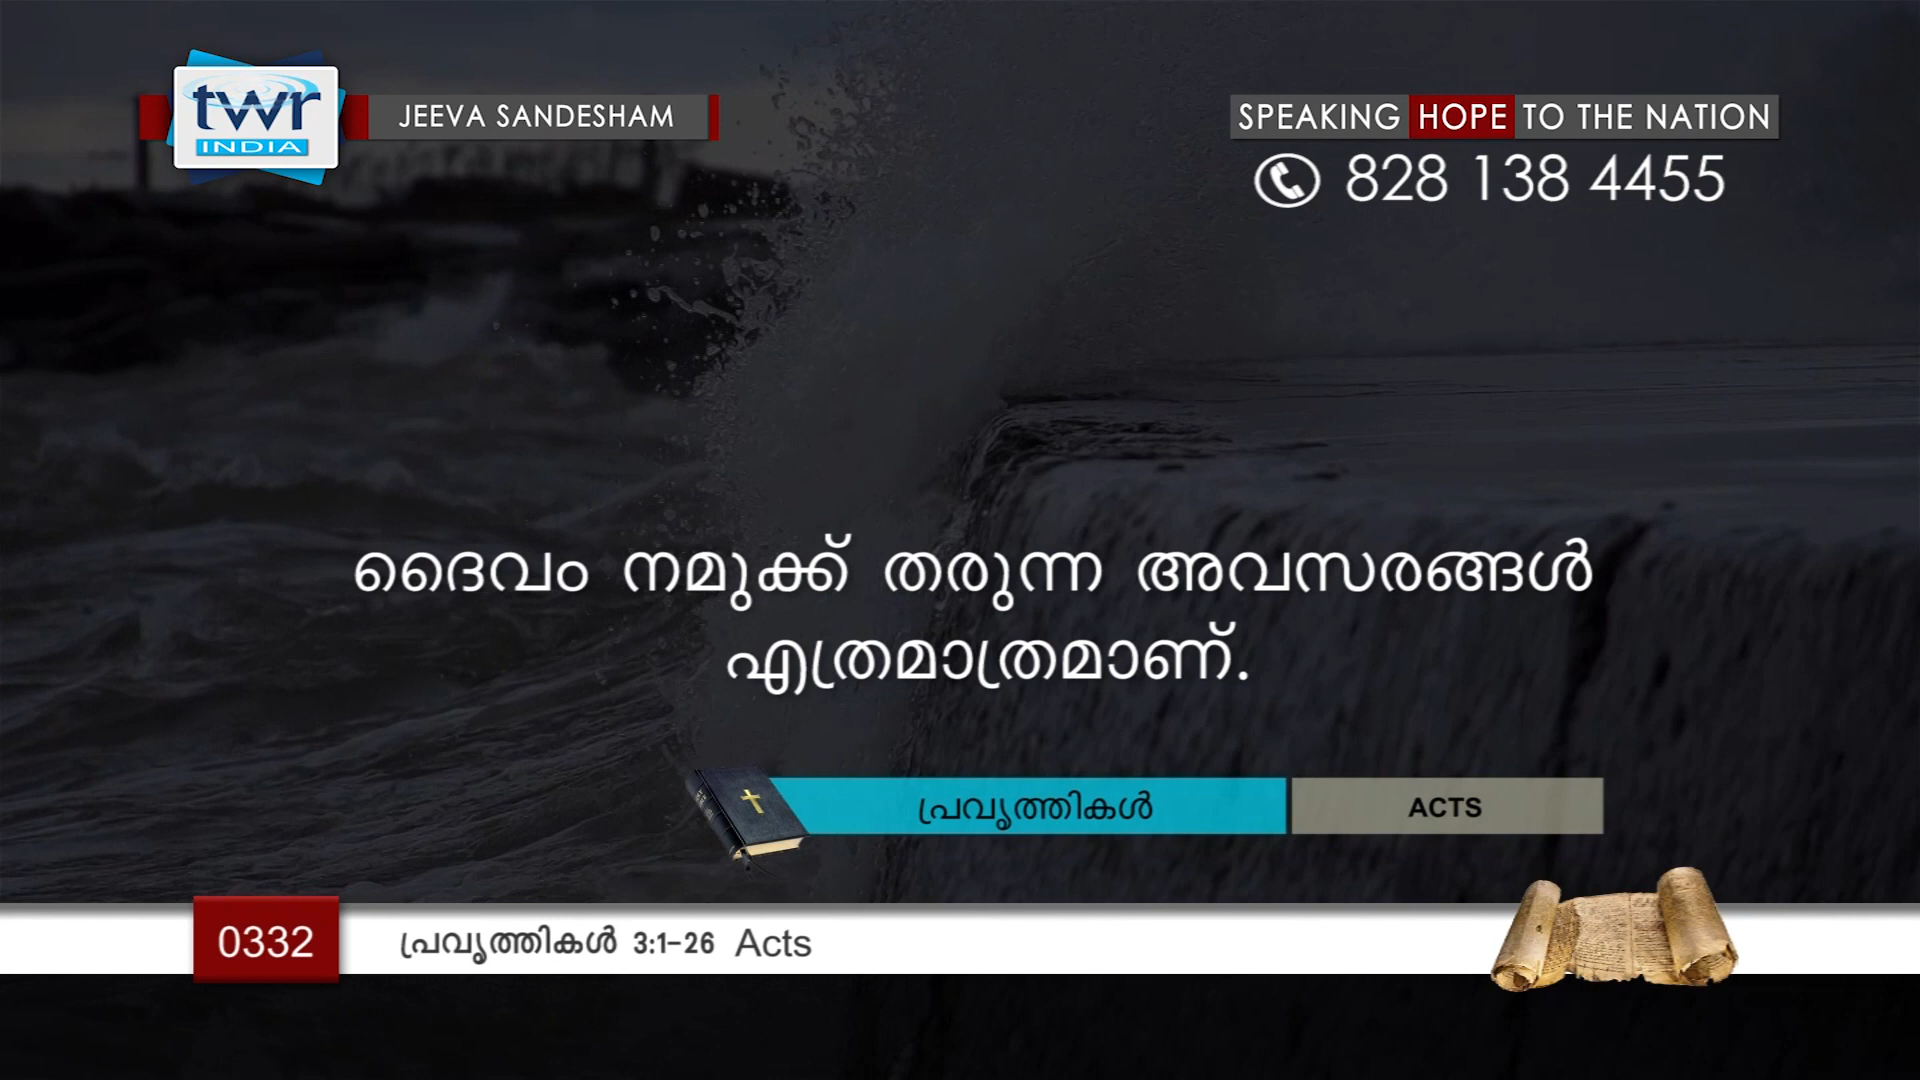 twr
INDIA
JEEVA SANDESHAM
SPEAKING HOPE TO THE NATION
828 138 4455
ദൈവം നമുക്ക് തരുന്ന അവസരങ്ങൾ
എത്രമാത്രമാണ്.
പ്രവൃത്തികൾ
ACTS
0332
പ്രവൃത്തികൾ 3:1-26 Acts